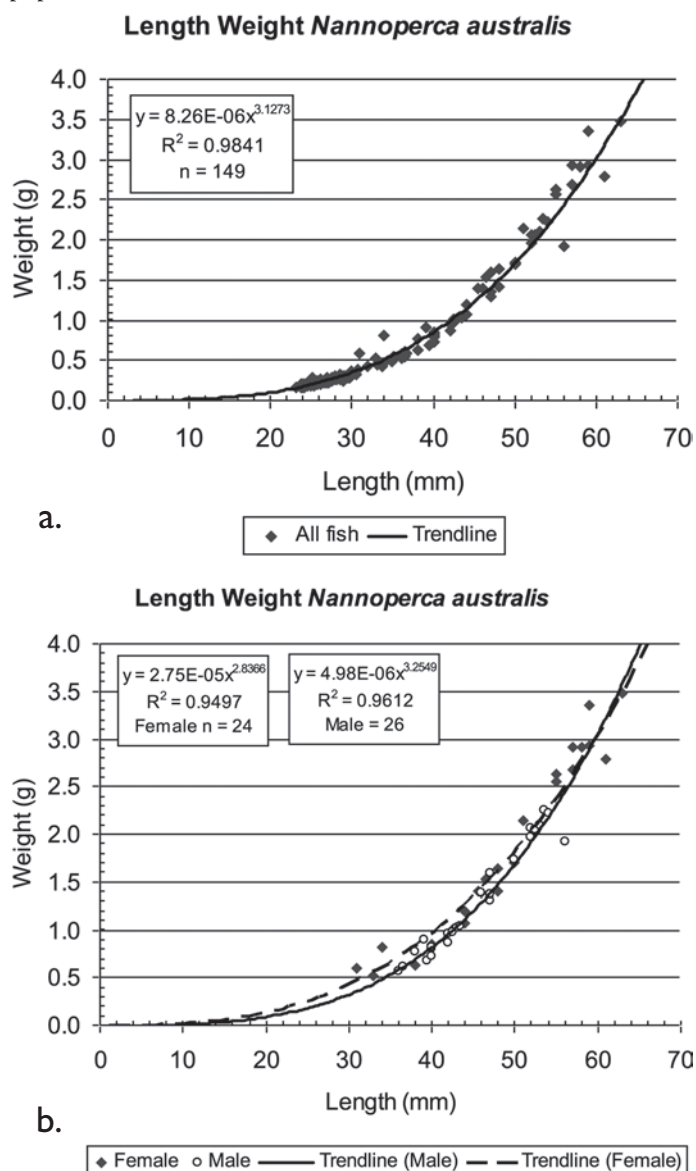 Length Weight Nannoperca australis
4.0
3.5
3.0
2.5
2.0
1.5
1.0
0.5
0.0
Weight (g)
y = 8.26E-06x^3.1273
R² = 0.9841
n = 149
0 10 20 30 40 50 60 70
Length (mm)
a.
All fish Trendline
Length Weight Nannoperca australis
4.0
3.5
3.0
2.5
2.0
1.5
1.0
0.5
0.0
Weight (g)
y = 2.75E-05x^2.8366
R² = 0.9497
Female n = 24
y = 4.98E-06x^3.2549
R² = 0.9612
Male = 26
0 10 20 30 40 50 60 70
Length (mm)
b.
Female Male Trendline (Male) Trendline (Female)